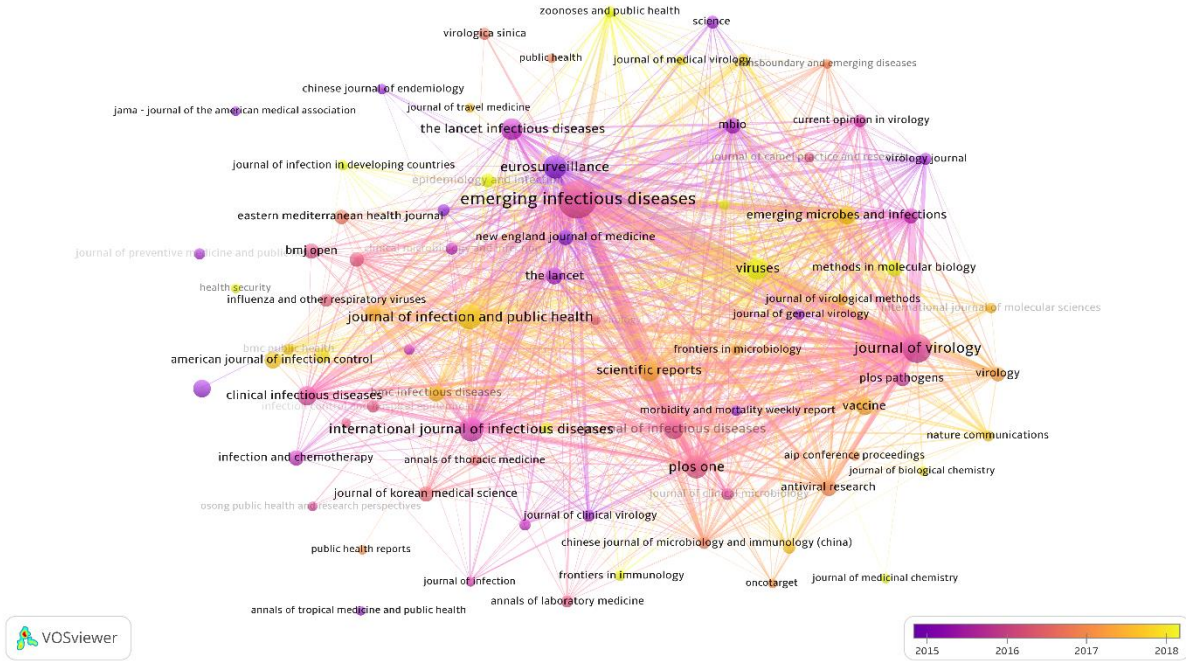 zoonoses and public health
science
virologica sinica
public health
journal of medical virology
transboundary and emerging diseases
chinese journal of endemiology
jama - journal of the american medical association
journal of travel medicine
the lancet infectious diseases
mbio
current opinion in virology
journal of camel practice and research
virology journal
journal of infection in developing countries
eurosurveillance
epidemiology and infection
emerging infectious diseases
eastern mediterranean health journal
emerging microbes and infections
new england journal of medicine
bmj open
journal of preventive medicine and public
the lancet
viruses
methods in molecular biology
health security
influenza and other respiratory viruses
journal of virological methods
international journal of molecular sciences
journal of infection and public health
journal of general virology
bmc public health
american journal of infection control
frontiers in microbiology
journal of virology
scientific reports
plos pathogens
virology
clinical infectious diseases
bmc infectious diseases
infection control
morbidity and mortality weekly report
vaccine
international journal of infectious diseases
journal of infectious diseases
nature communications
infection and chemotherapy
annals of thoracic medicine
plos one
aip conference proceedings
journal of biological chemistry
journal of korean medical science
journal of clinical microbiology
antiviral research
osong public health and research perspectives
journal of clinical virology
public health reports
chinese journal of microbiology and immunology (china)
journal of infection
frontiers in immunology
oncotarget
journal of medicinal chemistry
annals of laboratory medicine
annals of tropical medicine and public health
VOSviewer
2015 2016 2017 2018